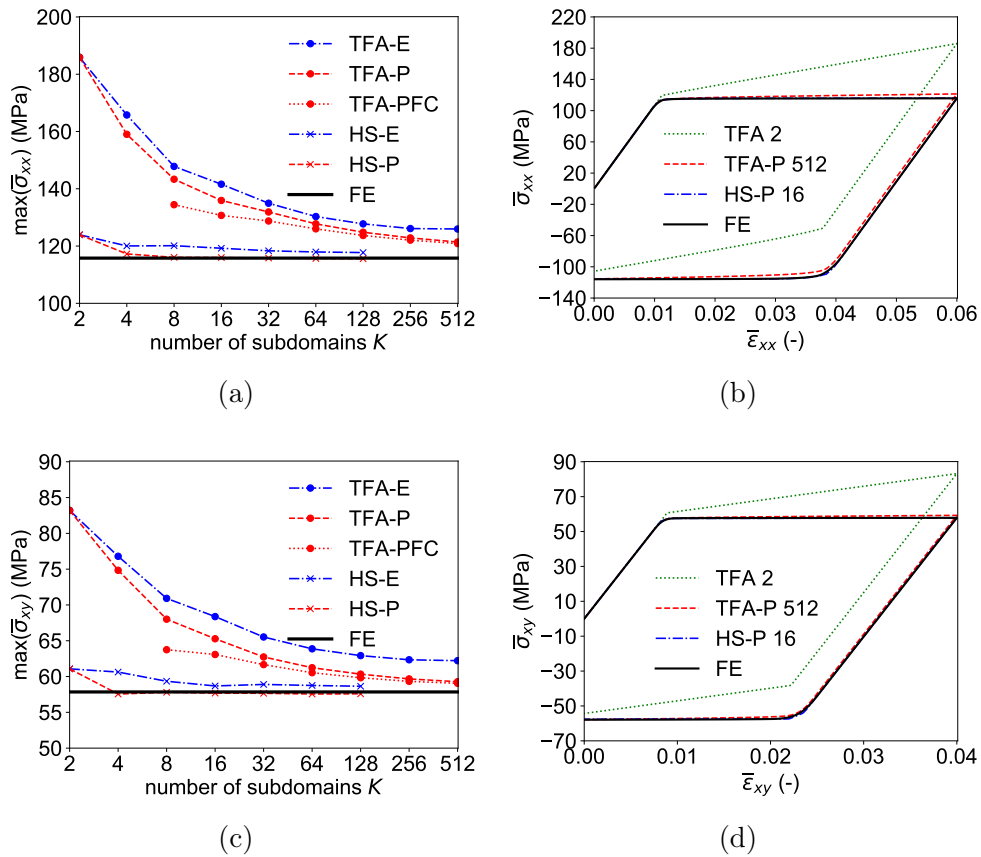 200
180
160
140
120
100
max(σ̅xx) (MPa)
TFA-E
TFA-P
TFA-PFC
HS-E
HS-P
FE
2 4 8 16 32 64 128 256 512
number of subdomains K
(a)
220
180
140
100
60
20
−20
−60
−100
−140
σ̅xx (MPa)
TFA 2
TFA-P 512
HS-P 16
FE
0.00 0.01 0.02 0.03 0.04 0.05 0.06
ε̅xx (-)
(b)
90
85
80
75
70
65
60
55
50
max(σ̅xy) (MPa)
TFA-E
TFA-P
TFA-PFC
HS-E
HS-P
FE
2 4 8 16 32 64 128 256 512
number of subdomains K
(c)
90
70
50
30
10
−10
−30
−50
−70
σ̅xy (MPa)
TFA 2
TFA-P 512
HS-P 16
FE
0.00 0.01 0.02 0.03 0.04
ε̅xy (-)
(d)